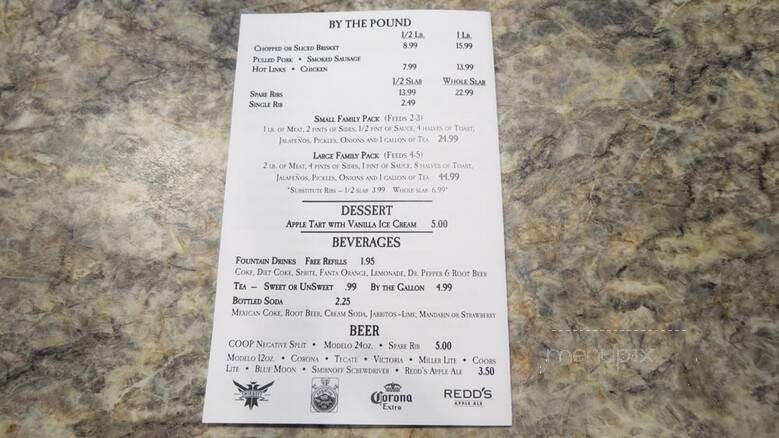 BY THE POUND
1/2 LB. 1 LB.
CHOPPED OR SLICED BRISKET 8.99 15.99
PULLED PORK • SMOKED SAUSAGE
HOT LINKS • CHICKEN 7.99 13.99
1/2 SLAB WHOLE SLAB
SPARE RIBS 13.99 22.99
SINGLE RIB 2.49
SMALL FAMILY PACK (FEEDS 2-3)
1 LB. OF MEAT, 2 PINTS OF SIDES, 1/2 PINT OF SAUCE, 4 HALVES OF TOAST,
JALAPEÑOS, PICKLES, ONIONS AND 1 GALLON OF TEA 24.99
LARGE FAMILY PACK (FEEDS 4-5)
2 LB. OF MEAT, 4 PINTS OF SIDES, 1 PINT OF SAUCE, 8 HALVES OF TOAST,
JALAPEÑOS, PICKLES, ONIONS AND 1 GALLON OF TEA 44.99
*SUBSTITUTE RIBS – 1/2 SLAB 3.99 WHOLE SLAB 6.99*
DESSERT
APPLE TART WITH VANILLA ICE CREAM 5.00
BEVERAGES
FOUNTAIN DRINKS FREE REFILLS 1.95
COKE, DIET COKE, SPRITE, FANTA ORANGE, LEMONADE, DR. PEPPER & ROOT BEER
TEA – SWEET OR UNSWEET .99 BY THE GALLON 4.99
BOTTLED SODA 2.25
MEXICAN COKE, ROOT BEER, CREAM SODA, JARRITOS–LIME, MANDARIN OR STRAWBERRY
BEER
COOP NEGATIVE SPLIT • MODELO 24OZ. • SPARE RIB 5.00
MODELO 12OZ. • CORONA • TECATE • VICTORIA • MILLER LITE • COORS
LITE • BLUE MOON • SMIRNOFF SCREWDRIVER • REDD'S APPLE ALE 3.50
SMIRNOFF Corona REDD'S
Extra APPLE ALE
menupix